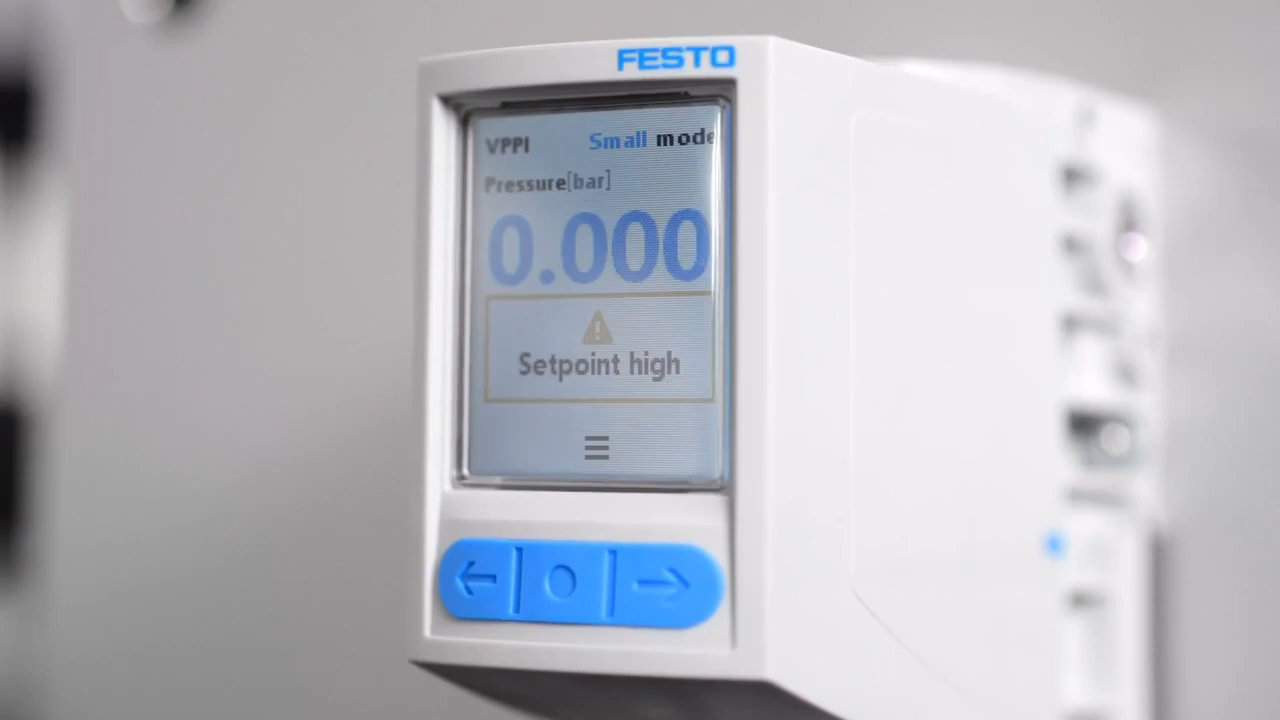 FESTO
VPPI Small mode
Pressure[bar]
0.000
Setpoint high